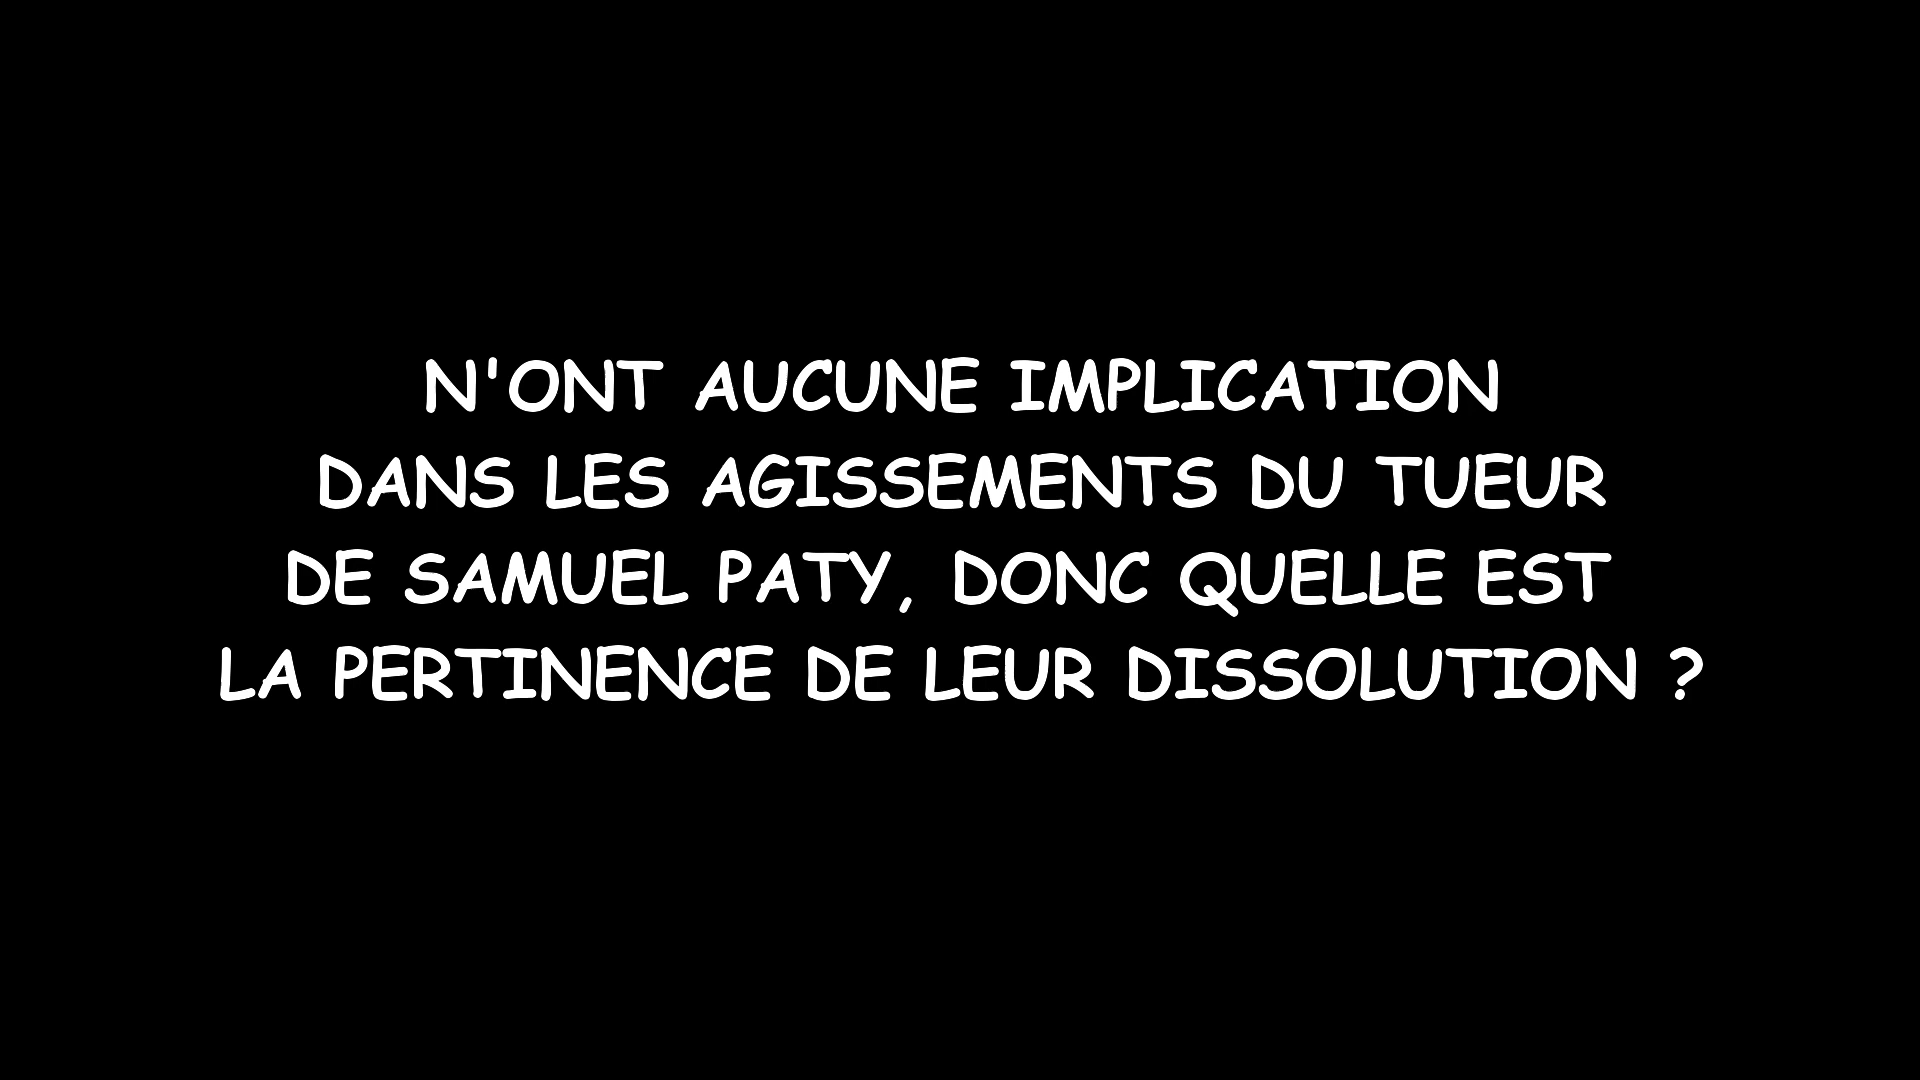 N'ONT AUCUNE IMPLICATION
DANS LES AGISSEMENTS DU TUEUR
DE SAMUEL PATY, DONC QUELLE EST
LA PERTINENCE DE LEUR DISSOLUTION ?